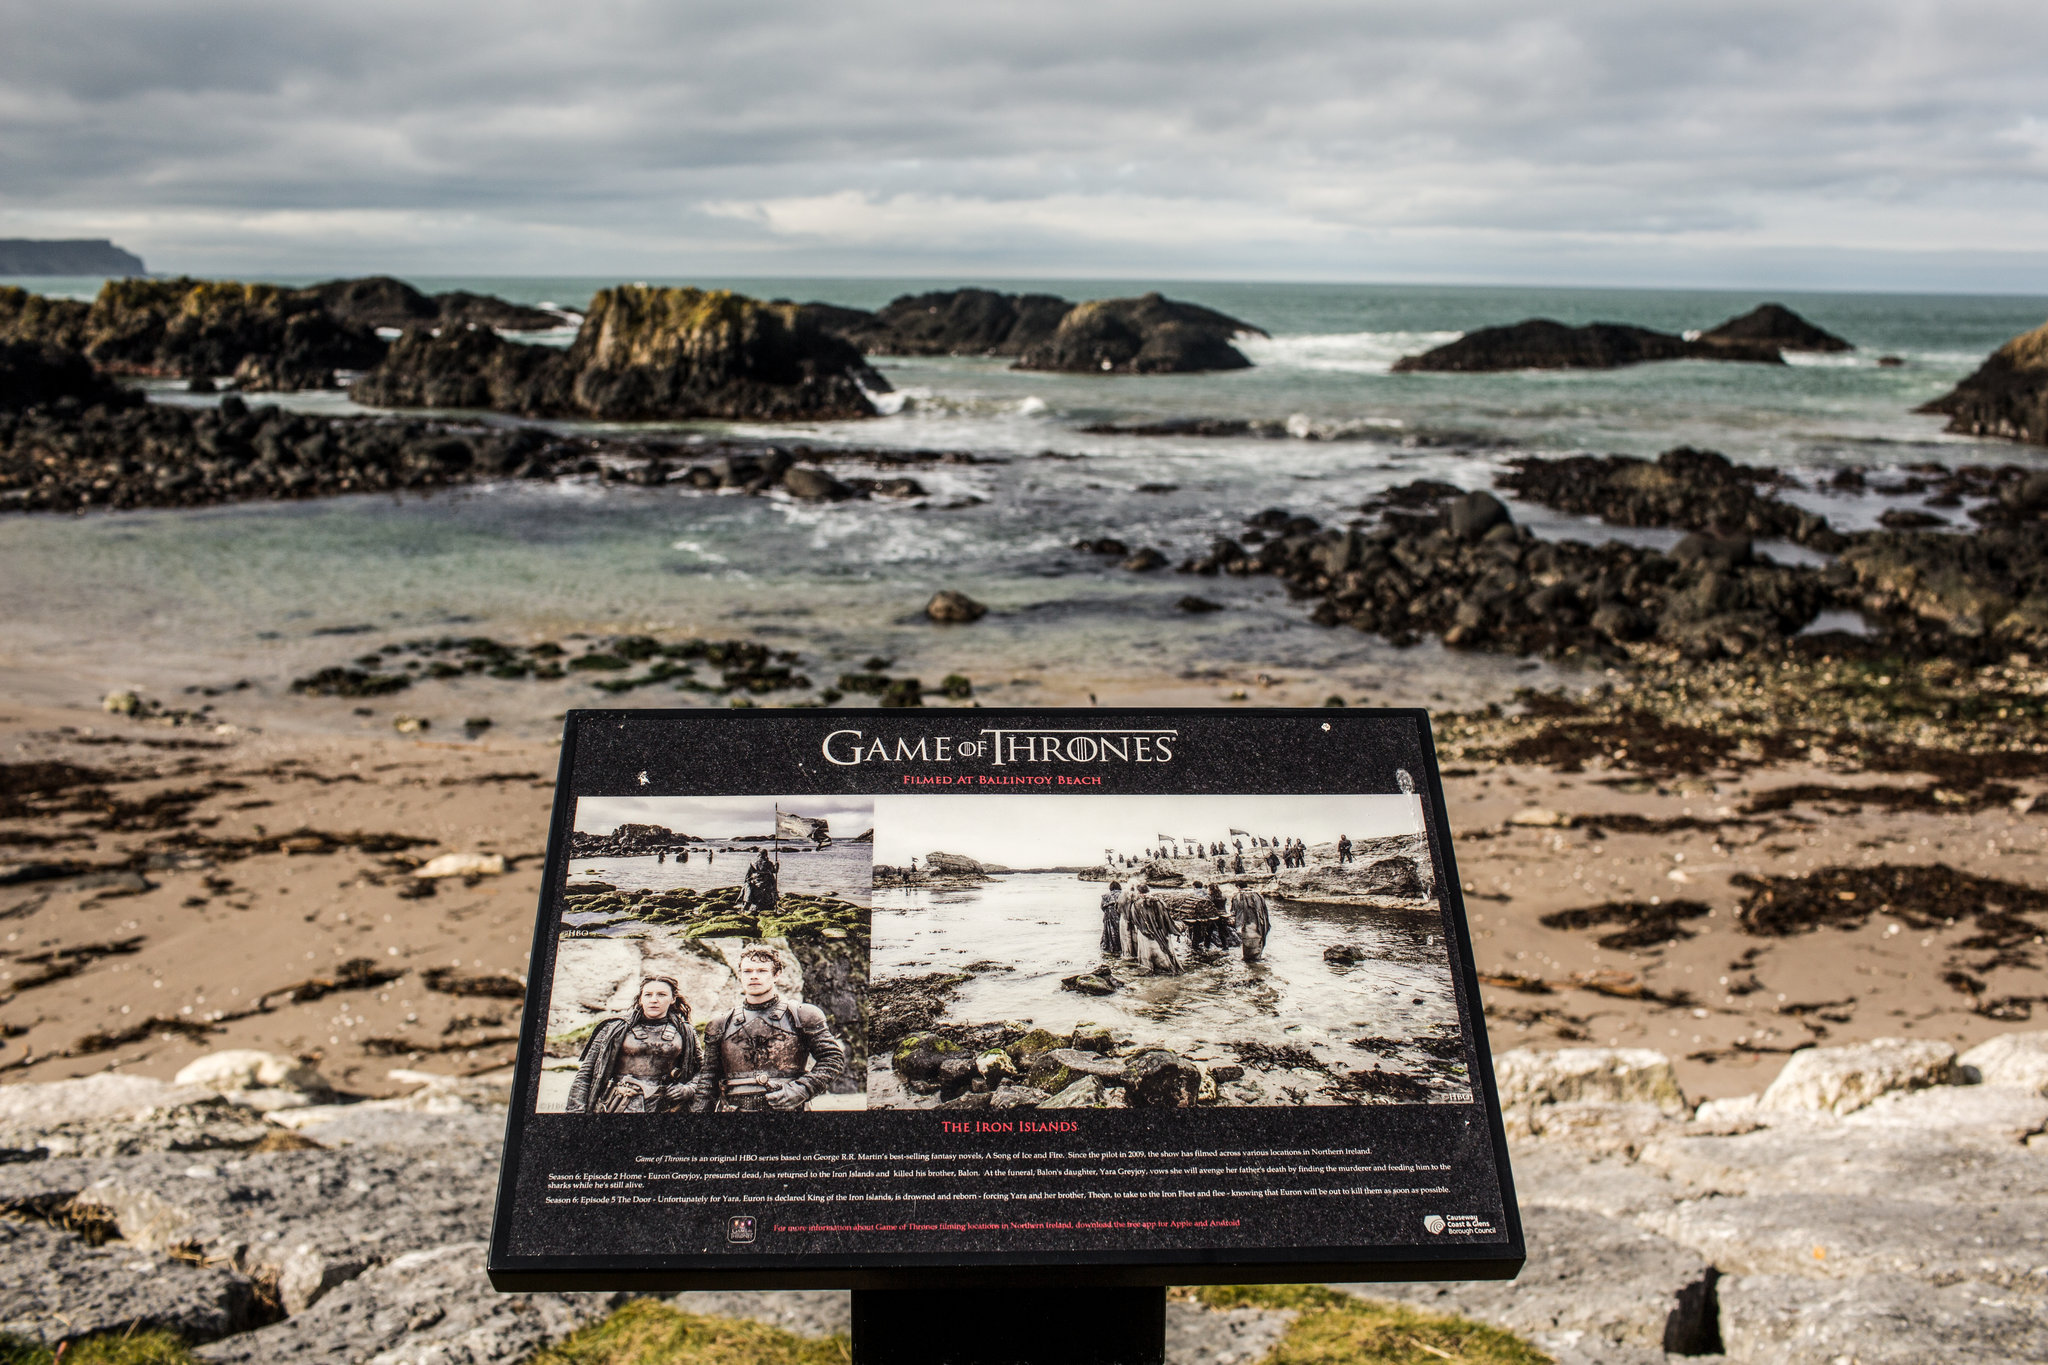 GAME OF THRONES
FILMED AT BALLINTOY BEACH
©HBO
©HBO
©HBO
THE IRON ISLANDS
Game of Thrones is an original HBO series based on George R.R. Martin's best-selling fantasy novels, A Song of Ice and Fire. Since the pilot in 2009, the show has filmed across various locations in Northern Ireland.
Season 6: Episode 2 Home - Euron Greyjoy, presumed dead, has returned to the Iron Islands and killed his brother, Balon. At the funeral, Balon's daughter, Yara Greyjoy, vows she will avenge her father's death by finding the murderer and feeding him to the
sharks while he's still alive.
Season 6: Episode 5 The Door - Unfortunately for Yara, Euron is declared King of the Iron Islands, is drowned and reborn - forcing Yara and her brother, Theon, to take to the Iron Fleet and flee - knowing that Euron will be out to kill them as soon as possible.
For more information about Game of Thrones filming locations in Northern Ireland, download the free app for Apple and Android
Causeway
Coast & Glens
Borough Council